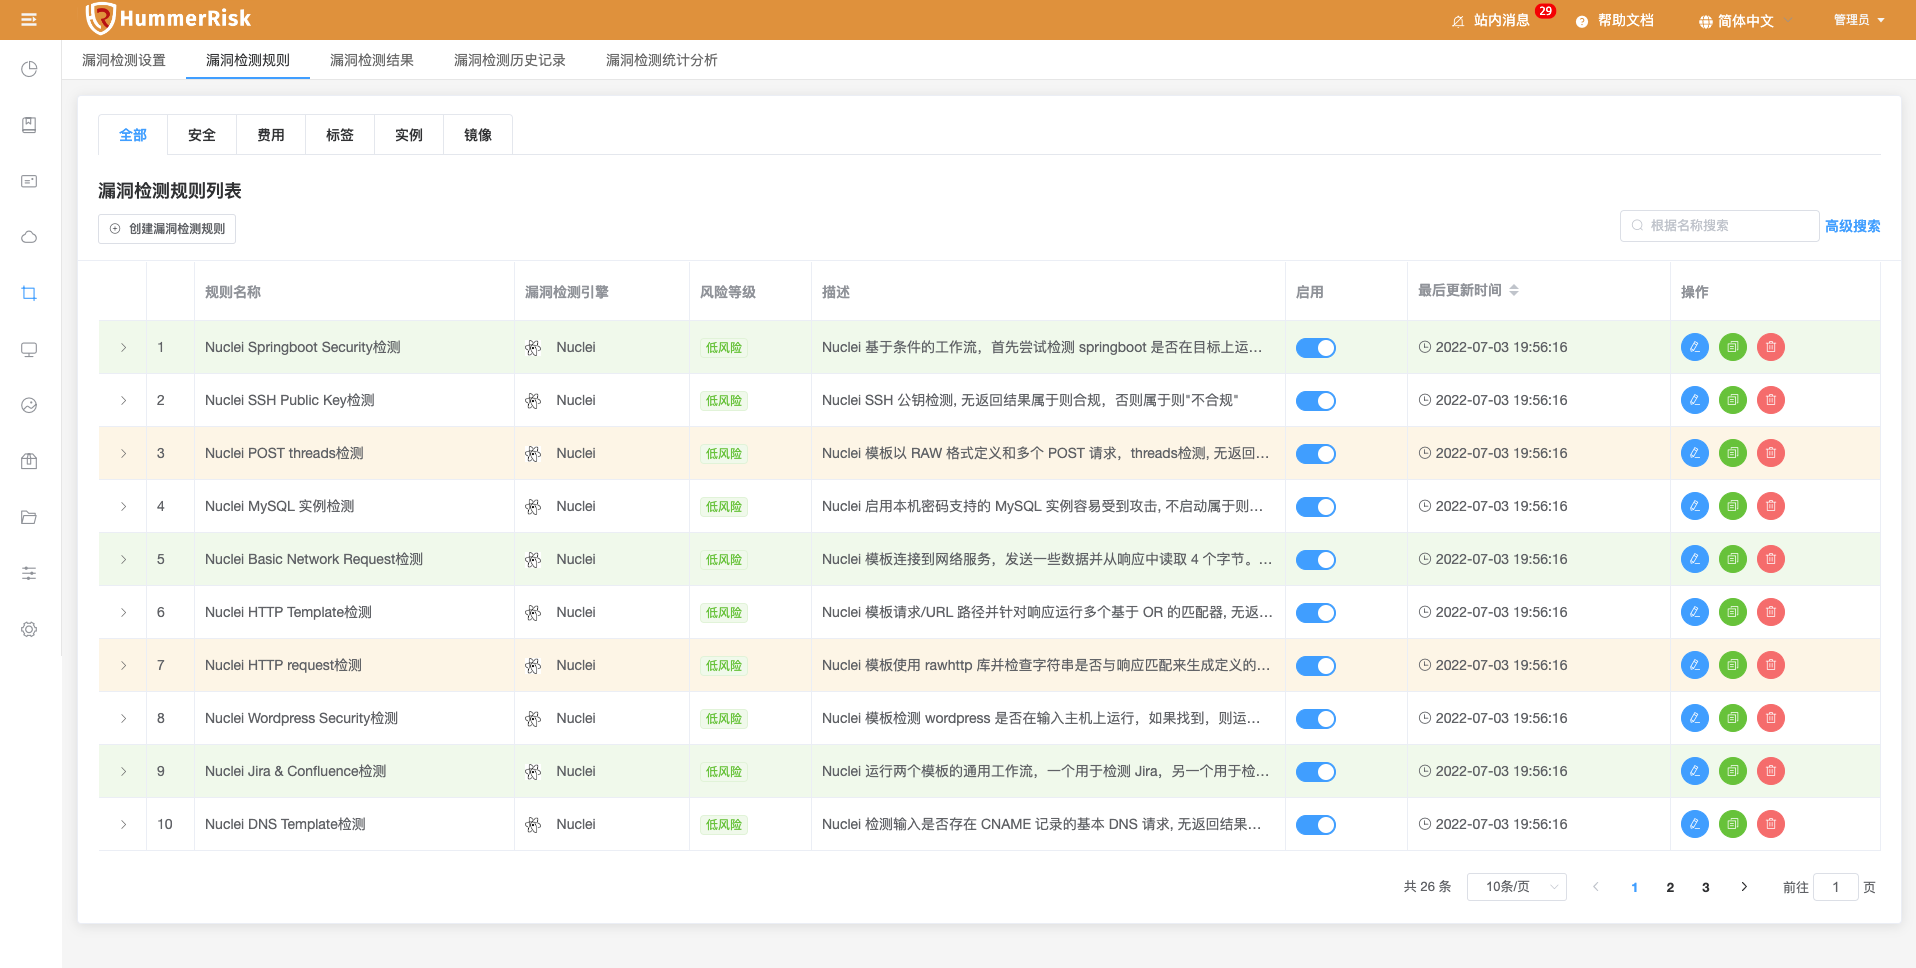 HummerRisk
站内消息 29 帮助文档 简体中文 管理员
漏洞检测设置 漏洞检测规则 漏洞检测结果 漏洞检测历史记录 漏洞检测统计分析
全部 安全 费用 标签 实例 镜像
漏洞检测规则列表
创建漏洞检测规则 根据名称搜索 高级搜索
规则名称 漏洞检测引擎 风险等级 描述 启用 最后更新时间 操作
1 Nuclei Springboot Security检测 Nuclei 低风险 Nuclei 基于条件的工作流，首先尝试检测 springboot 是否在目标上运... 2022-07-03 19:56:16
2 Nuclei SSH Public Key检测 Nuclei 低风险 Nuclei SSH 公钥检测, 无返回结果属于则合规，否则属于则"不合规" 2022-07-03 19:56:16
3 Nuclei POST threads检测 Nuclei 低风险 Nuclei 模板以 RAW 格式定义和多个 POST 请求，threads检测, 无返回... 2022-07-03 19:56:16
4 Nuclei MySQL 实例检测 Nuclei 低风险 Nuclei 启用本机密码支持的 MySQL 实例容易受到攻击, 不启动属于则... 2022-07-03 19:56:16
5 Nuclei Basic Network Request检测 Nuclei 低风险 Nuclei 模板连接到网络服务，发送一些数据并从响应中读取 4 个字节。... 2022-07-03 19:56:16
6 Nuclei HTTP Template检测 Nuclei 低风险 Nuclei 模板请求/URL 路径并针对响应运行多个基于 OR 的匹配器, 无返... 2022-07-03 19:56:16
7 Nuclei HTTP request检测 Nuclei 低风险 Nuclei 模板使用 rawhttp 库并检查字符串是否与响应匹配来生成定义的... 2022-07-03 19:56:16
8 Nuclei Wordpress Security检测 Nuclei 低风险 Nuclei 模板检测 wordpress 是否在输入主机上运行，如果找到，则运... 2022-07-03 19:56:16
9 Nuclei Jira & Confluence检测 Nuclei 低风险 Nuclei 运行两个模板的通用工作流，一个用于检测 Jira，另一个用于检... 2022-07-03 19:56:16
10 Nuclei DNS Template检测 Nuclei 低风险 Nuclei 检测输入是否存在 CNAME 记录的基本 DNS 请求, 无返回结果... 2022-07-03 19:56:16
共 26 条 10条/页 1 2 3 前往 1 页